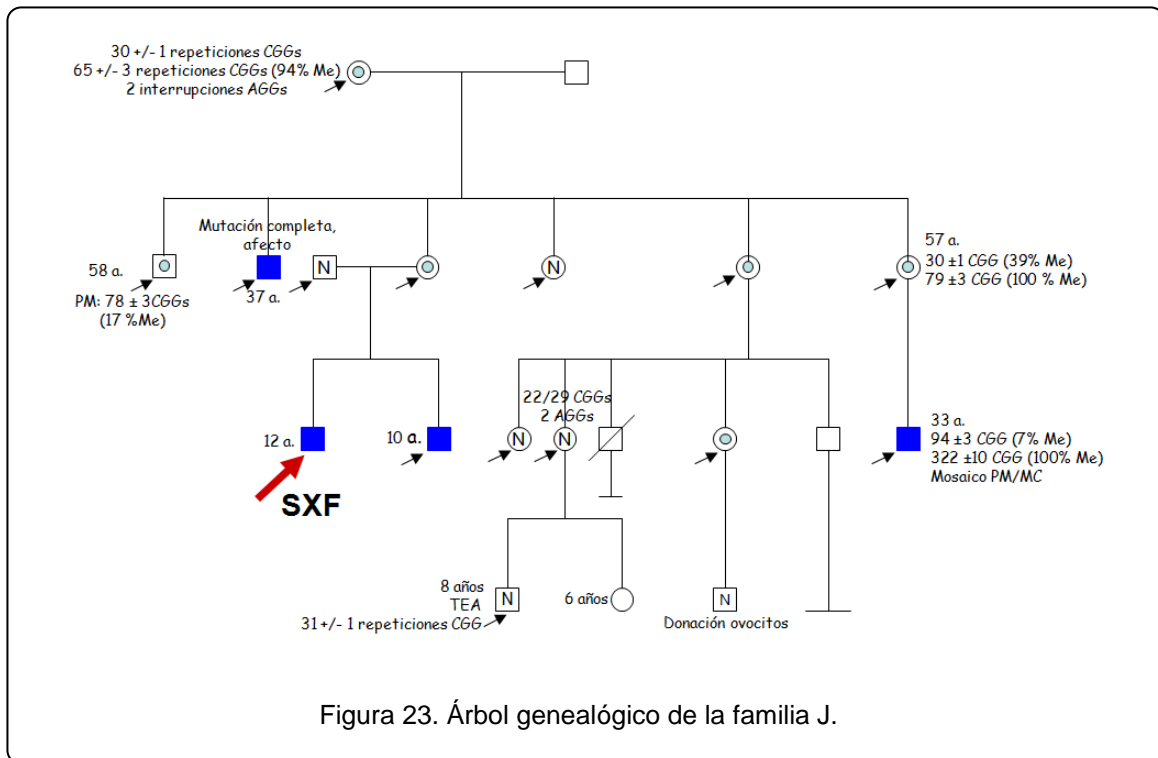 30 +/- 1 repeticiones CGGs
65 +/- 3 repeticiones CGGs (94% Me)
2 interrupciones AGGs
Mutación completa,
afecto
58 a.
PM: 78 ± 3CGGs
(17 %Me)
37 a.
N
N
57 a.
30 ±1 CGG (39% Me)
79 ±3 CGG (100 % Me)
12 a.
SXF
10 a.
N
22/29 CGGs
2 AGGs
N
33 a.
94 ±3 CGG (7% Me)
322 ±10 CGG (100% Me)
Mosaico PM/MC
8 años
TEA
31 +/- 1 repeticiones CGG
N
6 años
N
Donación ovocitos
Figura 23. Árbol genealógico de la familia J.